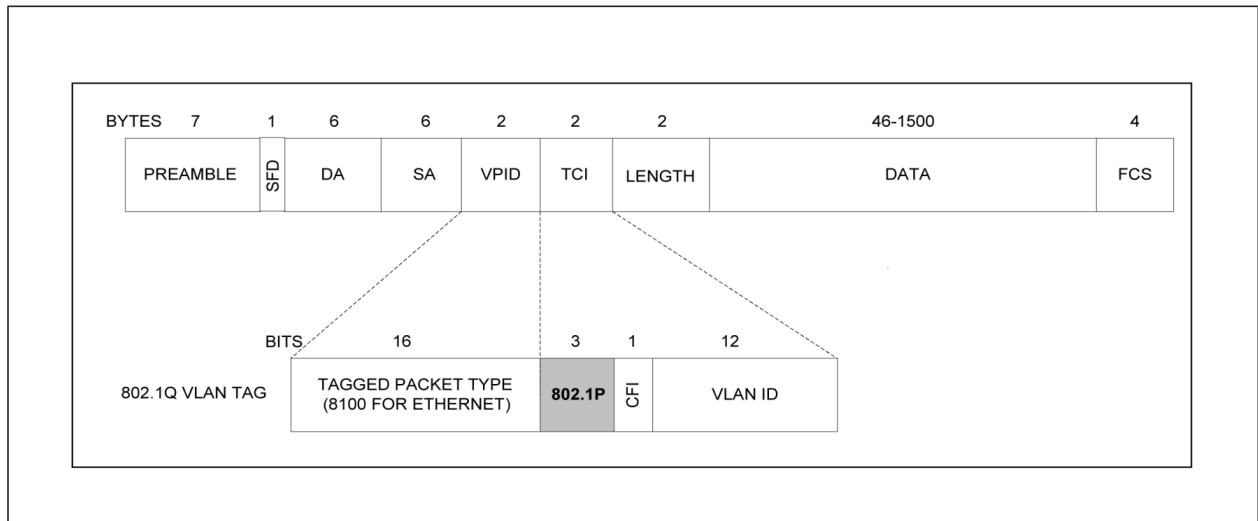 BYTES 7 1 6 6 2 2 2 46-1500 4
PREAMBLE SFD DA SA VPID TCI LENGTH DATA FCS
BITS 16 3 1 12
802.1Q VLAN TAG TAGGED PACKET TYPE 802.1P CFI VLAN ID
(8100 FOR ETHERNET)